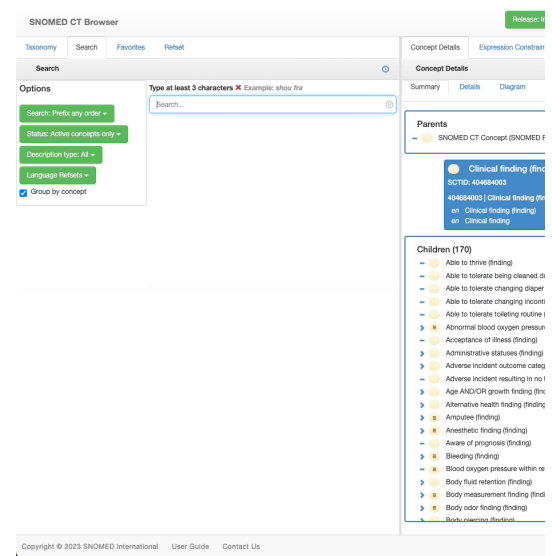 SNOMED CT Browser
Release: In
Taxonomy Search Favorites Refset
Search
Options
Search: Prefix any order
Status: Active concepts only
Description type: All
Language Refsets
Group by concept
Type at least 3 characters ✖ Example: shou fra
Search...
Concept Details Expression Constrain
Concept Details
Summary Details Diagram
Parents
SNOMED CT Concept (SNOMED R
Clinical finding (find
SCTID: 404684003
404684003 | Clinical finding (fin
en Clinical finding (finding)
en Clinical finding
Children (170)
Able to thrive (finding)
Able to tolerate being cleaned du
Able to tolerate changing diaper
Able to tolerate changing inconti
Able to tolerate toileting routine (
Abnormal blood oxygen pressure
Acceptance of illness (finding)
Administrative statuses (finding)
Adverse incident outcome categ
Adverse incident resulting in no h
Age AND/OR growth finding (find
Alternative health finding (finding
Amputee (finding)
Anesthetic finding (finding)
Aware of prognosis (finding)
Bleeding (finding)
Blood oxygen pressure within re
Body fluid retention (finding)
Body measurement finding (findi
Body odor finding (finding)
Body piercing (finding)
Copyright © 2023 SNOMED International User Guide Contact Us